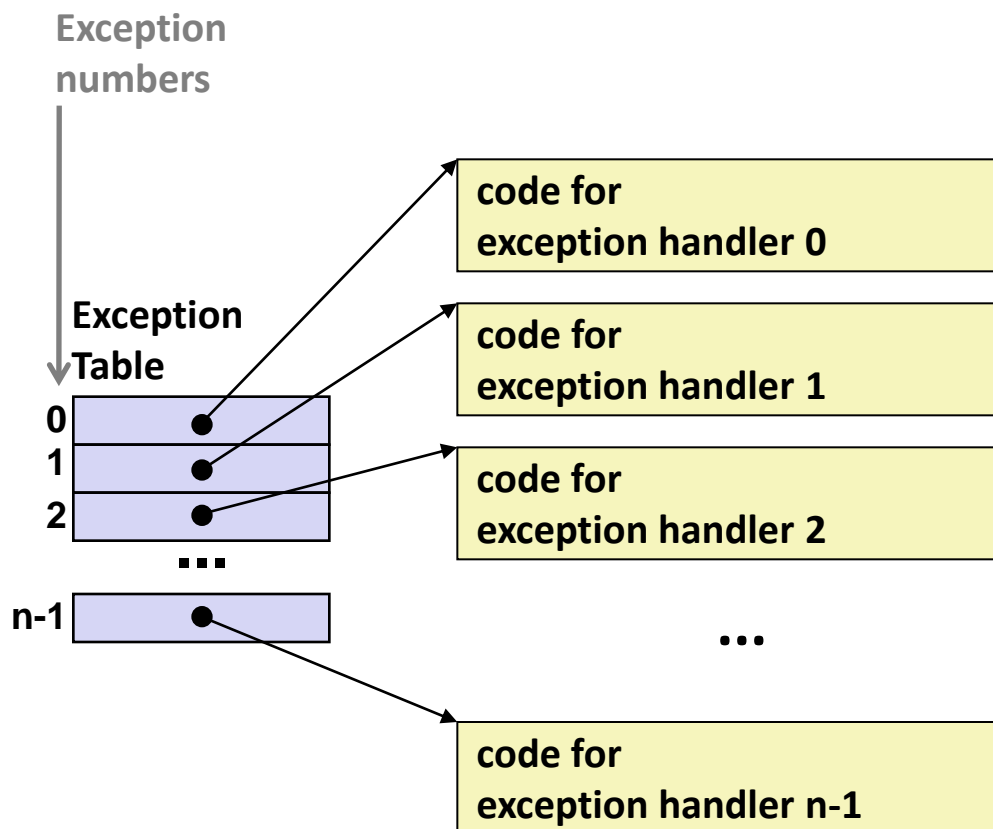 Exception
numbers
code for
exception handler 0
Exception
Table
code for
exception handler 1
0
1
2
code for
exception handler 2
...
n-1
...
code for
exception handler n-1